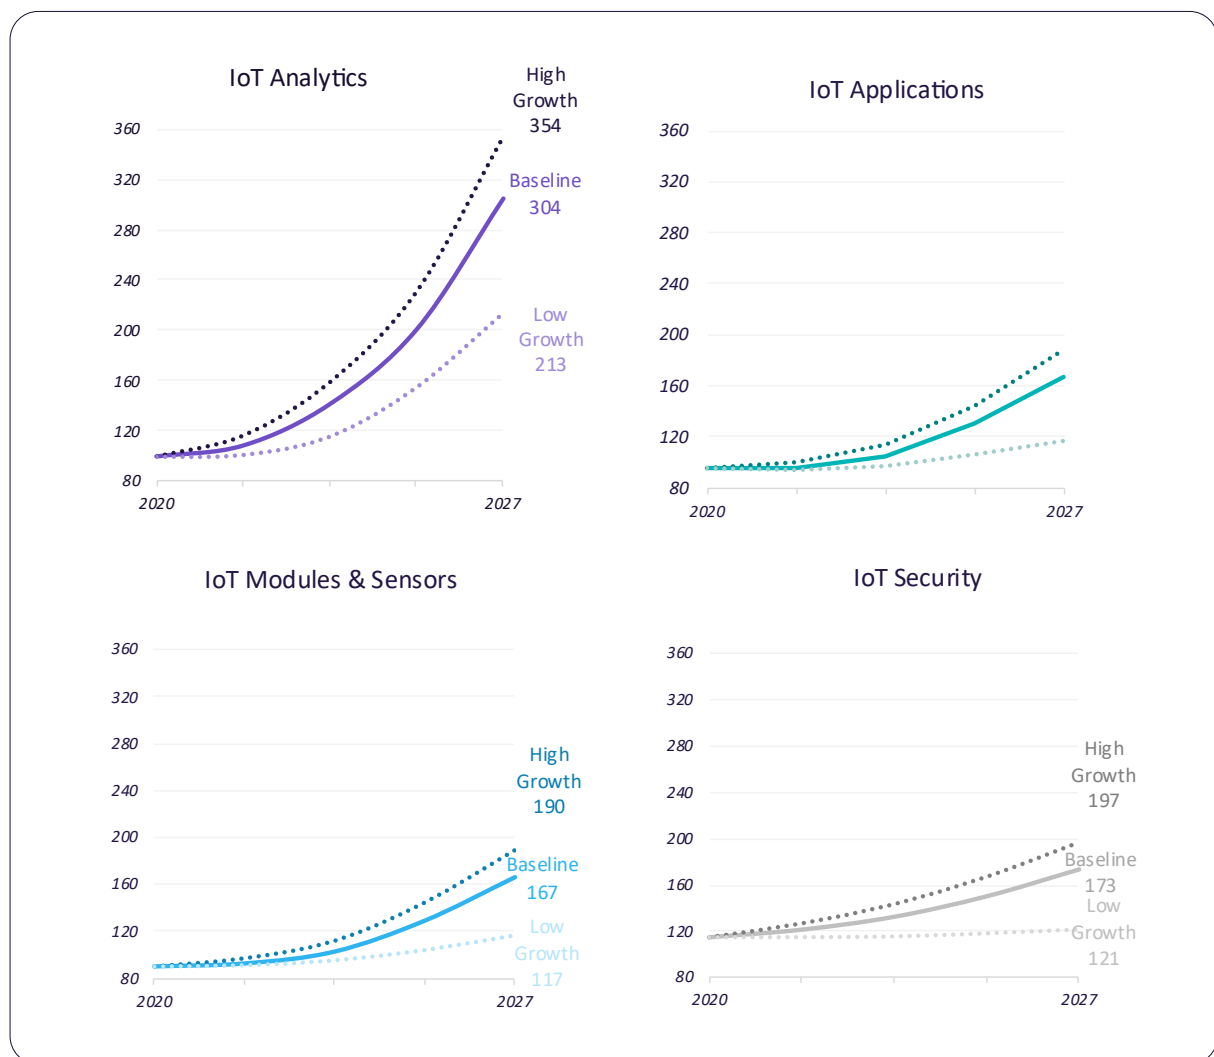 IoT Analytics
High
Growth
354
Baseline
304
Low
Growth
213
360
320
280
240
200
160
120
80
2020
2027
IoT Applications
360
320
280
240
200
160
120
80
2020
2027
IoT Modules & Sensors
360
320
280
240
200
160
120
80
High
Growth
190
Baseline
167
Low
Growth
117
2020
2027
IoT Security
360
320
280
240
200
160
120
80
High
Growth
197
Baseline
173
Low
Growth
121
2020
2027